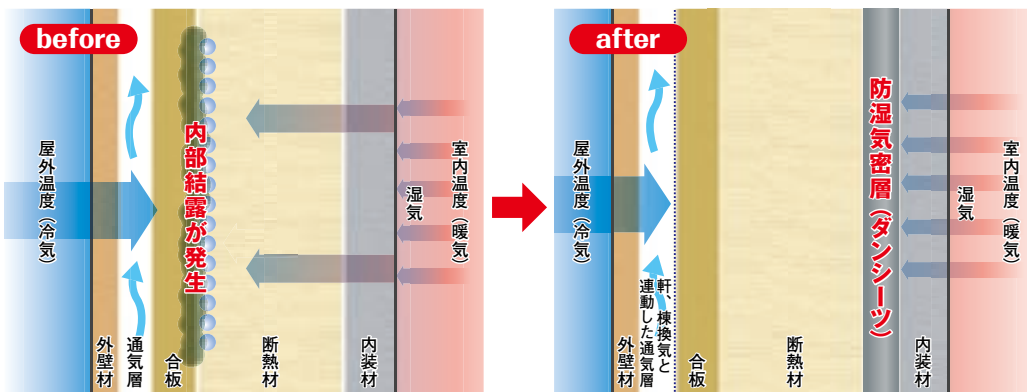 before
屋外温度（冷気）
外壁材
通気層
合板
内部結露が発生
断熱材
内装材
湿気
室内温度（暖気）
after
屋外温度（冷気）
外壁材
軒、棟換気と
連動した通気層
合板
断熱材
防湿気密層（ダンシーツ）
内装材
湿気
室内温度（暖気）